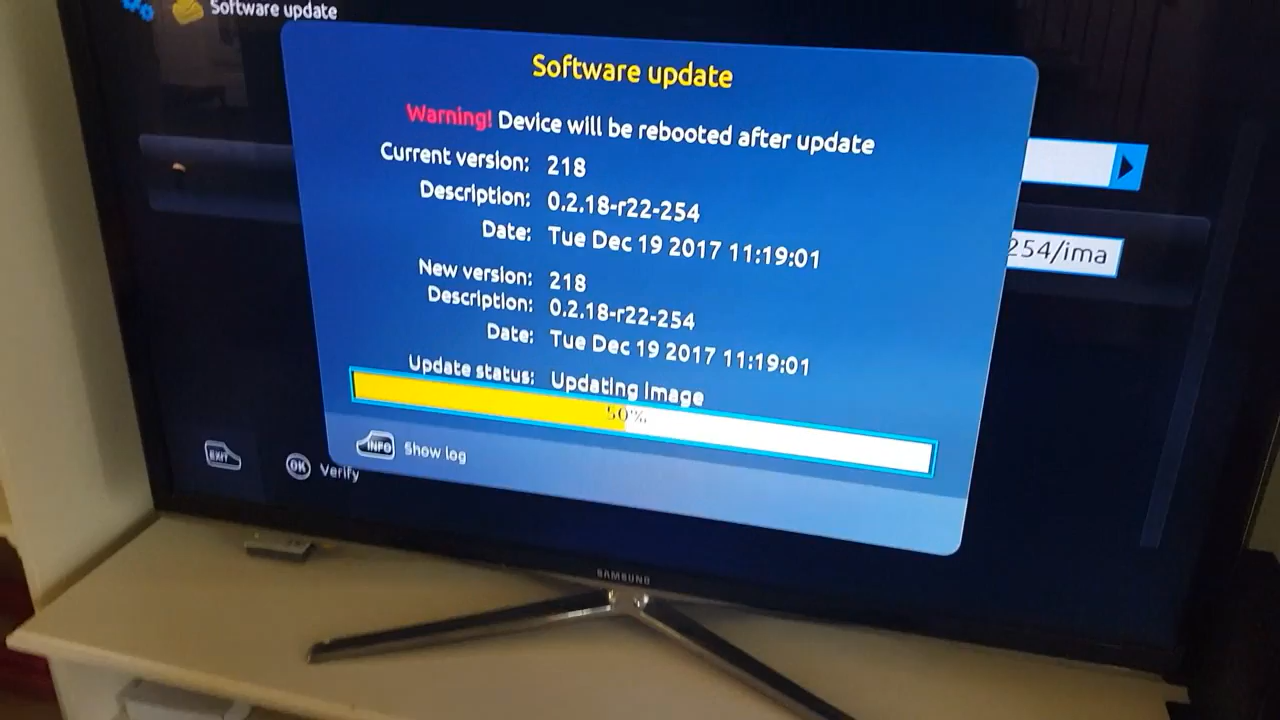 Software update
Software update
Warning! Device will be rebooted after update
Current version: 218
Description: 0.2.18-r22-254
Date: Tue Dec 19 2017 11:19:01
New version: 218
Description: 0.2.18-r22-254
Date: Tue Dec 19 2017 11:19:01
254/ima
Update status: Updating image
50%
INFO Show log
EXIT
OK Verify
SAMSUNG